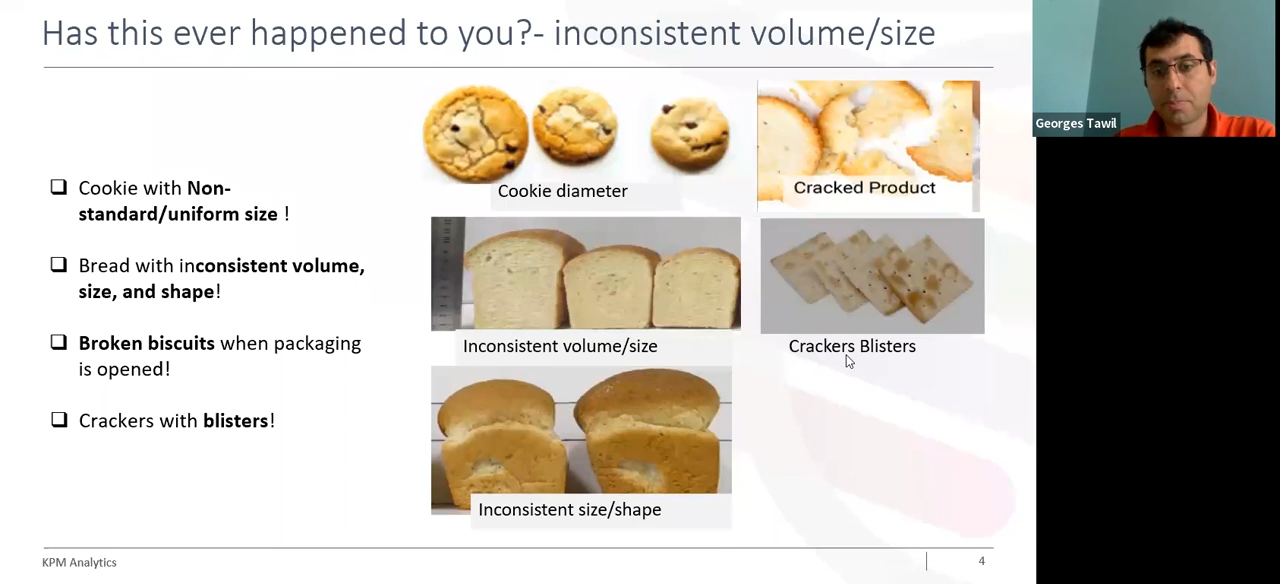 Has this ever happened to you?- inconsistent volume/size
Georges Tawil
❑ Cookie with Non-
standard/uniform size !
❑ Bread with inconsistent volume,
size, and shape!
❑ Broken biscuits when packaging
is opened!
❑ Crackers with blisters!
Cookie diameter
Cracked Product
Inconsistent volume/size
Crackers Blisters
Inconsistent size/shape
KPM Analytics
4